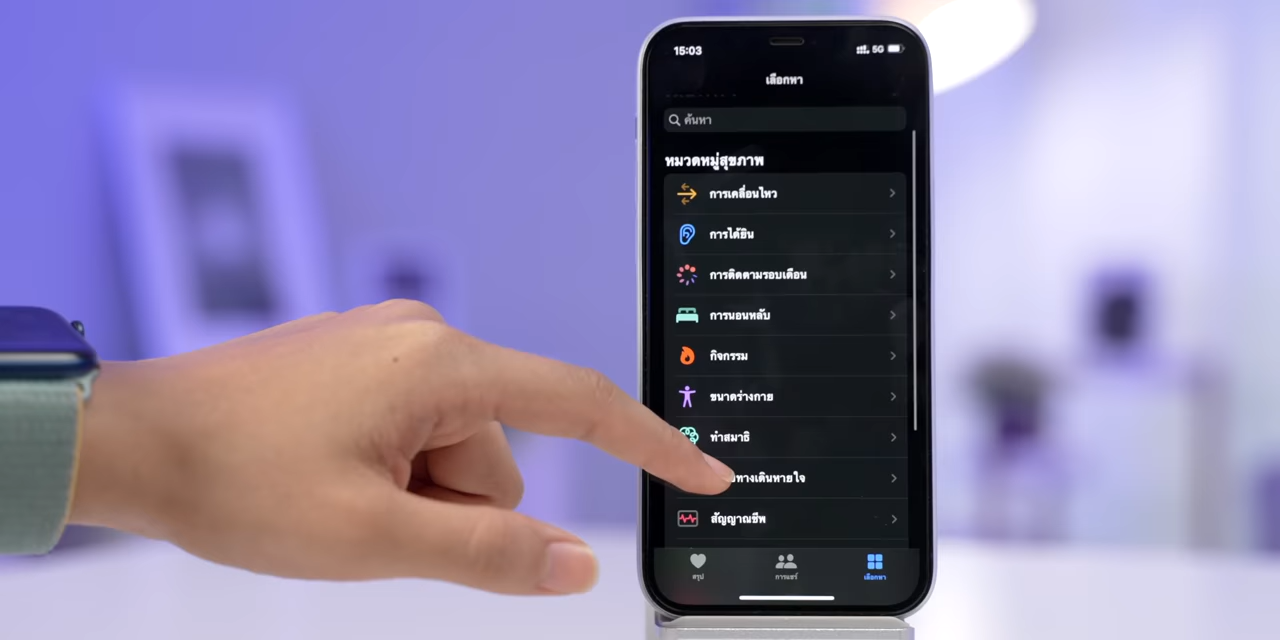 15:03
5G
เลือกหา
ค้นหา
หมวดหมู่สุขภาพ
การเคลื่อนไหว
การได้ยิน
การติดตามรอบเดือน
การนอนหลับ
กิจกรรม
ขนาดร่างกาย
ทำสมาธิ
ทางเดินหายใจ
สัญญาณชีพ
สรุป
การแชร์
เลือกหา